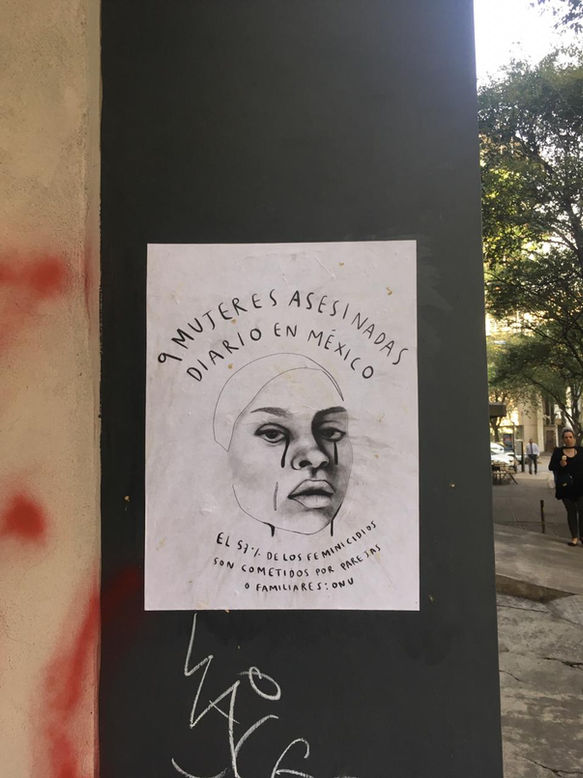 9 MUJERES ASESINADAS
DIARIO EN MÉXICO
EL 57% DE LOS FEMINICIDIOS
SON COMETIDOS POR PAREJAS
O FAMILIARES: ONU